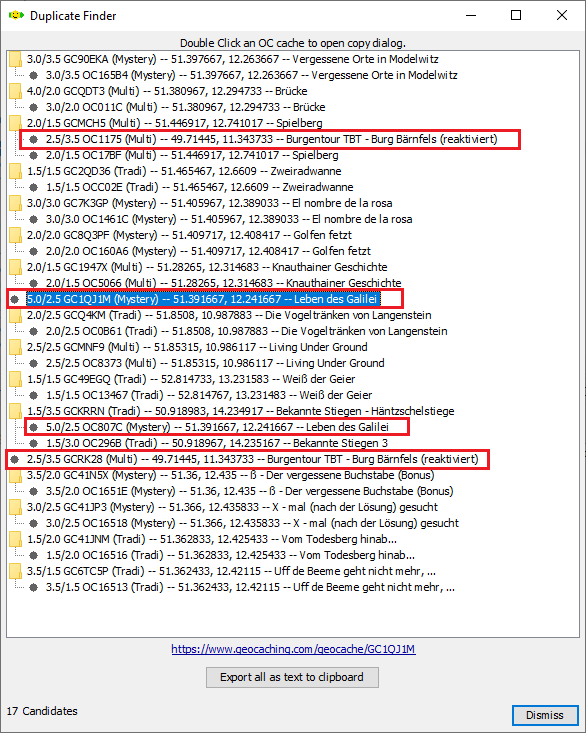 Duplicate Finder
Double Click an OC cache to open copy dialog.
3.0/3.5 GC90EKA (Mystery) -- 51.397667, 12.263667 -- Vergessene Orte in Modelwitz
3.0/3.5 OC165B4 (Mystery) -- 51.397667, 12.263667 -- Vergessene Orte in Modelwitz
4.0/2.0 GCQDT3 (Multi) -- 51.380967, 12.294733 -- Brücke
3.0/2.0 OC011C (Multi) -- 51.380967, 12.294733 -- Brücke
2.0/1.5 GCMCH5 (Multi) -- 51.446917, 12.741017 -- Spielberg
2.5/3.5 OC1175 (Multi) -- 49.71445, 11.343733 -- Burgentour TBT - Burg Bärnfels (reaktiviert)
2.0/1.5 OC17BF (Multi) -- 51.446917, 12.741017 -- Spielberg
1.5/1.5 GC2QD36 (Tradi) -- 51.465467, 12.6609 -- Zweiradwanne
1.5/1.5 OCC02E (Tradi) -- 51.465467, 12.6609 -- Zweiradwanne
3.0/3.0 GC7K3GP (Mystery) -- 51.405967, 12.389033 -- El nombre de la rosa
3.0/3.0 OC1461C (Mystery) -- 51.405967, 12.389033 -- El nombre de la rosa
2.0/2.0 GC8Q3PF (Mystery) -- 51.409717, 12.408417 -- Golfen fetzt
2.0/2.0 OC160A6 (Mystery) -- 51.409717, 12.408417 -- Golfen fetzt
2.0/1.5 GC1947X (Multi) -- 51.28265, 12.314683 -- Knauthainer Geschichte
2.0/1.5 OC5066 (Multi) -- 51.28265, 12.314683 -- Knauthainer Geschichte
5.0/2.5 GC1QJ1M (Mystery) -- 51.391667, 12.241667 -- Leben des Galilei
2.0/2.5 GCQ4KM (Tradi) -- 51.8508, 10.987883 -- Die Vogeltränken von Langenstein
2.0/2.5 OC0B61 (Tradi) -- 51.8508, 10.987883 -- Die Vogeltränken von Langenstein
2.5/2.5 GCMNF9 (Multi) -- 51.85315, 10.986117 -- Living Under Ground
2.5/2.5 OC8373 (Multi) -- 51.85315, 10.986117 -- Living Under Ground
1.5/1.5 GC49EGQ (Tradi) -- 52.814733, 13.231583 -- Weiß der Geier
1.5/1.5 OC13467 (Tradi) -- 52.814767, 13.231483 -- Weiß der Geier
1.5/3.5 GCKRRN (Tradi) -- 50.918983, 14.234917 -- Bekannte Stiegen - Häntzschelstiege
5.0/2.5 OC807C (Mystery) -- 51.391667, 12.241667 -- Leben des Galilei
1.5/3.0 OC296B (Tradi) -- 50.918967, 14.235167 -- Bekannte Stiegen 3
2.5/3.5 GCRK28 (Multi) -- 49.71445, 11.343733 -- Burgentour TBT - Burg Bärnfels (reaktiviert)
3.5/2.0 GC41N5X (Mystery) -- 51.36, 12.435 -- ß - Der vergessene Buchstabe (Bonus)
3.5/2.0 OC1651E (Mystery) -- 51.36, 12.435 -- ß - Der vergessene Buchstabe (Bonus)
3.0/2.5 GC41JP3 (Mystery) -- 51.366, 12.435833 -- X - mal (nach der Lösung) gesucht
3.0/2.5 OC16518 (Mystery) -- 51.366, 12.435833 -- X - mal (nach der Lösung) gesucht
1.5/2.0 GC41JNM (Tradi) -- 51.362833, 12.425433 -- Vom Todesberg hinab...
1.5/2.0 OC16516 (Tradi) -- 51.362833, 12.425433 -- Vom Todesberg hinab...
3.5/1.5 GC6TC5P (Tradi) -- 51.362433, 12.42115 -- Uff de Beeme geht nicht mehr, ...
3.5/1.5 OC16513 (Tradi) -- 51.362433, 12.42115 -- Uff de Beeme geht nicht mehr, ...
https://www.geocaching.com/geocache/GC1QJ1M
Export all as text to clipboard
17 Candidates
Dismiss